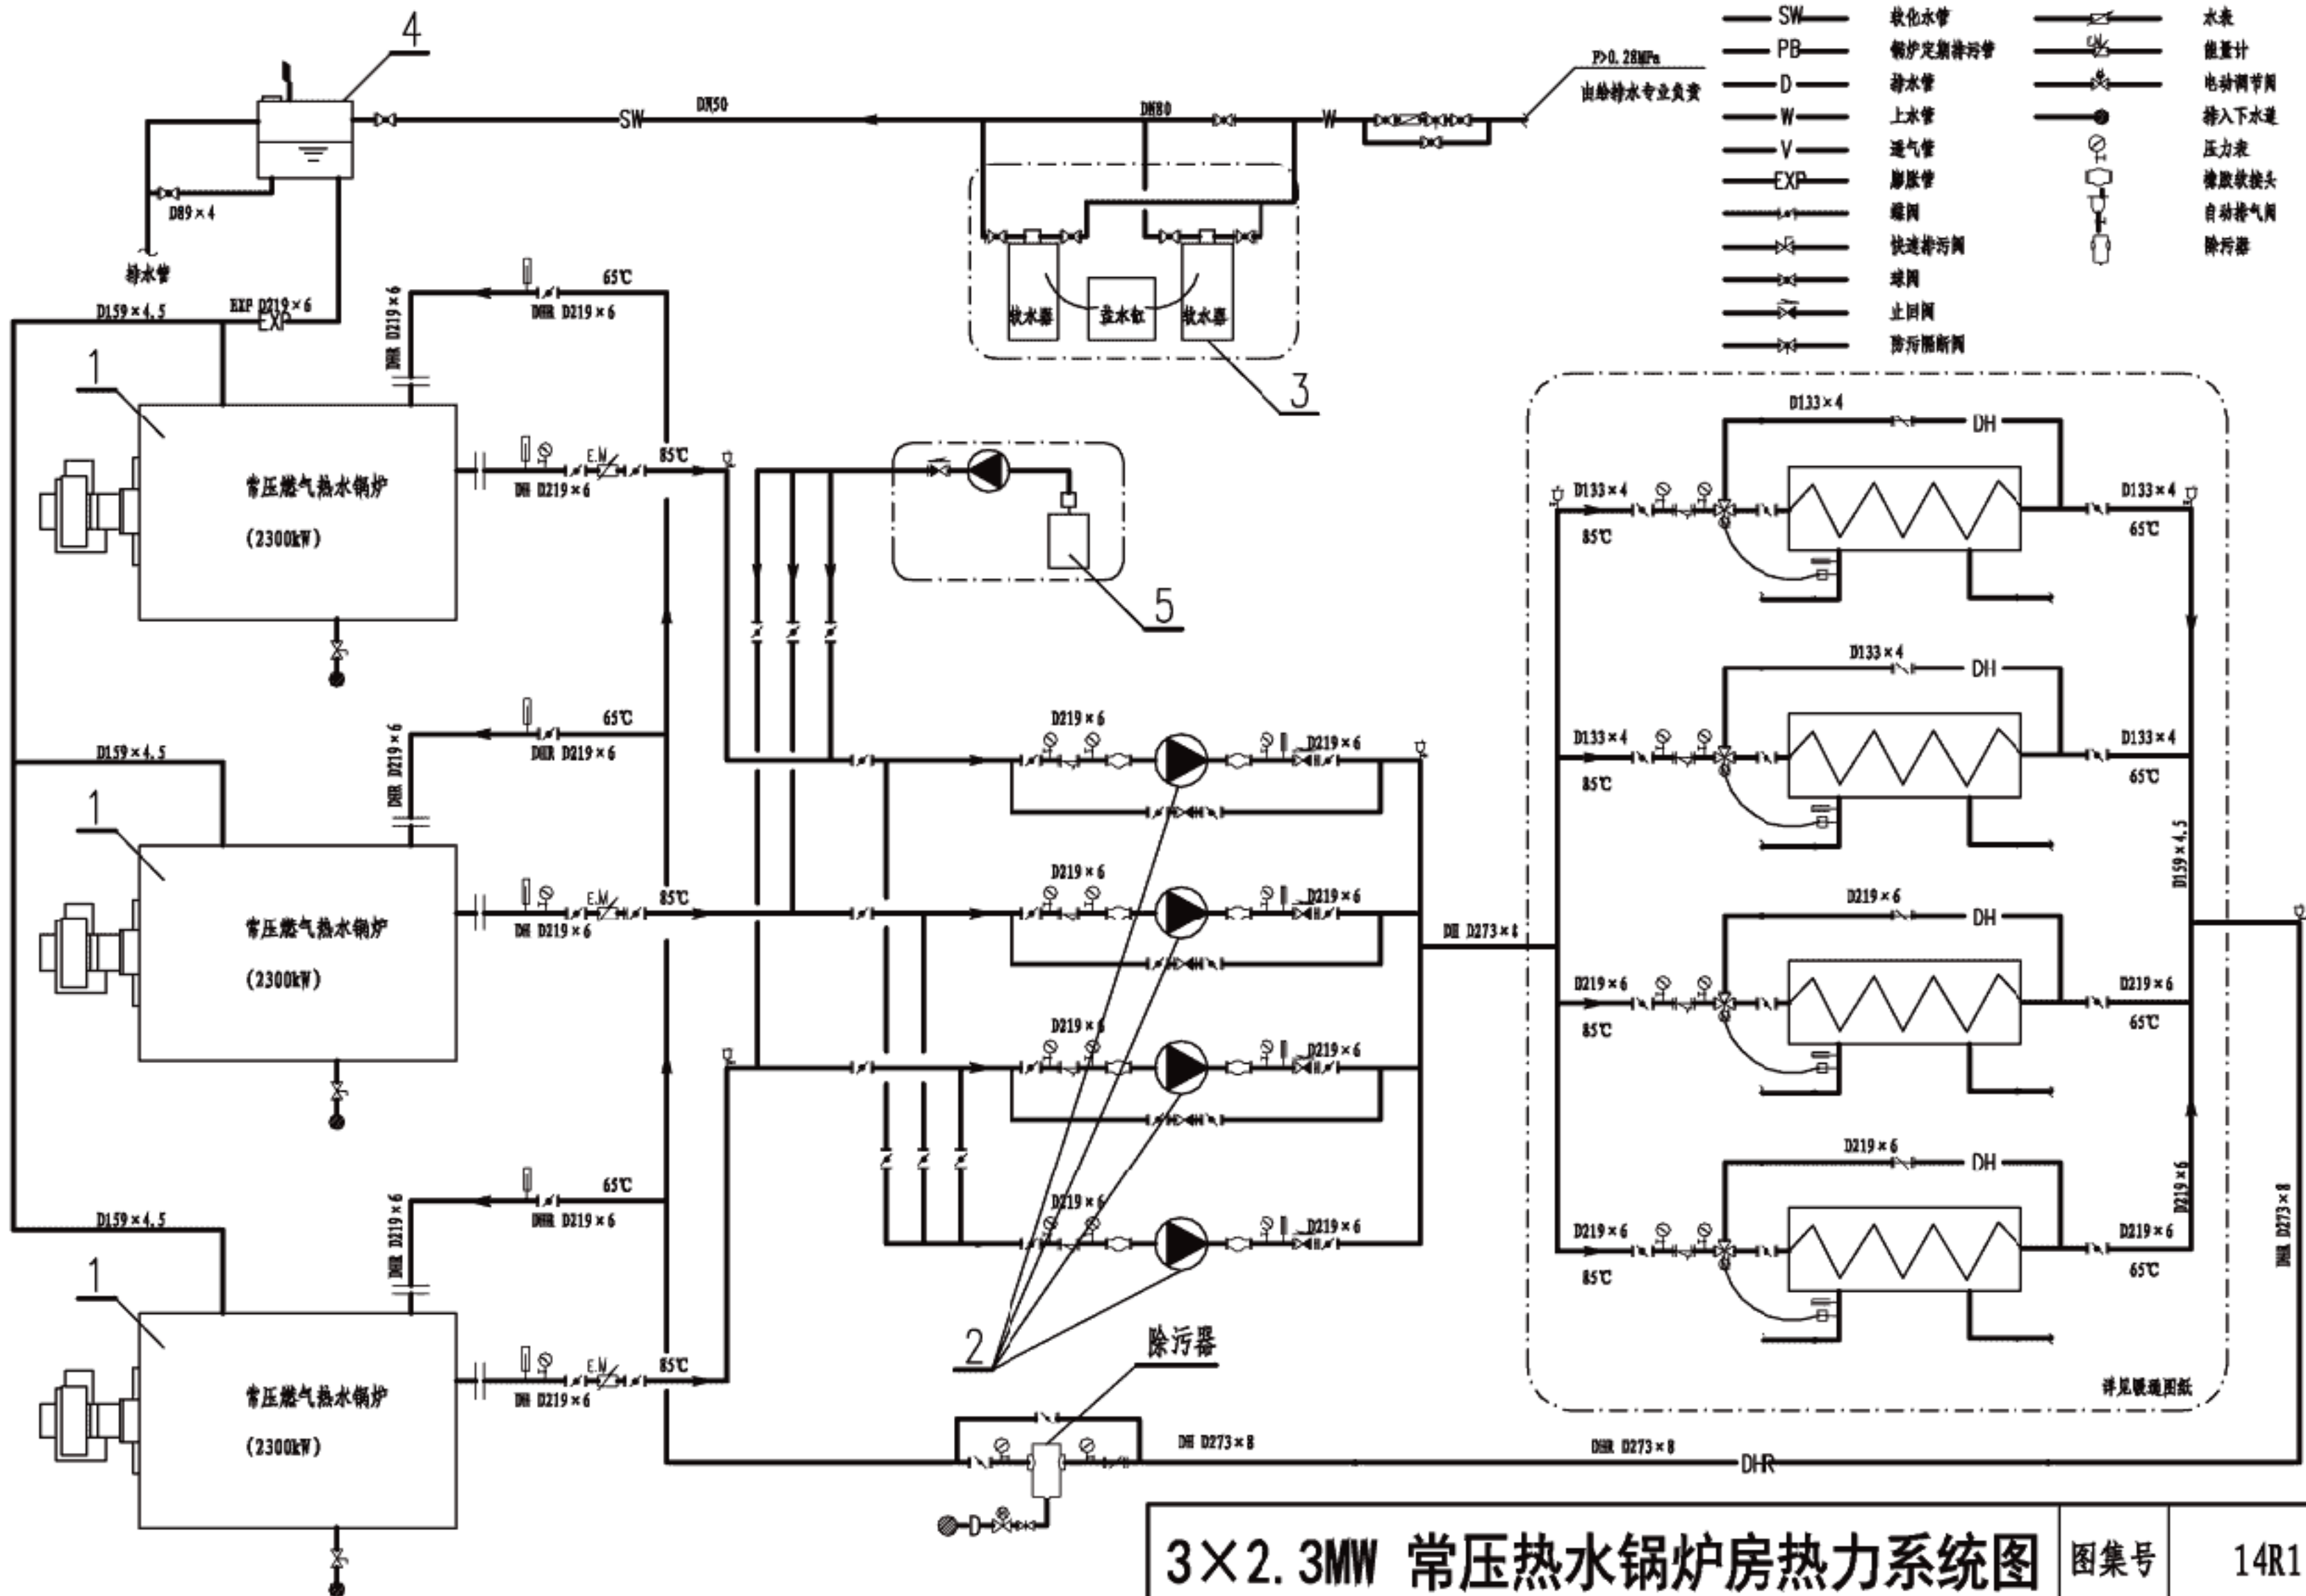 4
SW
DN50
DN80
W
P>0.28MPa
由给排水专业负责
SW 软化水管
PB 锅炉定期排污管
D 排水管
W 上水管
V 通气管
EXP 膨胀管
蝶阀
快速排污阀
球阀
止回阀
防污隔断阀
水表
E.M 能量计
电动调节阀
排入下水道
压力表
橡胶软接头
自动排气阀
除污器
D89×4
排水管
软水器
盐水缸
软水器
3
D159×4.5
EXP D219×6
EXP
DHR D219×6
65℃
DHR D219×6
1
常压燃气热水锅炉
(2300kW)
E.M
85℃
DH D219×6
5
D159×4.5
DHR D219×6
65℃
DHR D219×6
1
常压燃气热水锅炉
(2300kW)
E.M
85℃
DH D219×6
D159×4.5
DHR D219×6
65℃
DHR D219×6
1
常压燃气热水锅炉
(2300kW)
E.M
85℃
DH D219×6
D219×6
D219×6
D219×6
D219×6
D219×6
D219×6
D219×6
D219×6
2
DH D273×8
D133×4
DH
D133×4
85℃
D133×4
65℃
D133×4
DH
D133×4
85℃
D133×4
65℃
D159×4.5
D219×6
DH
D219×6
85℃
D219×6
65℃
D219×6
DH
D219×6
85℃
D219×6
65℃
D219×6
DHR D273×8
详见暖通图纸
除污器
DH D273×8
DHR D273×8
DHR
D
3×2.3MW 常压热水锅炉房热力系统图
图集号
14R1